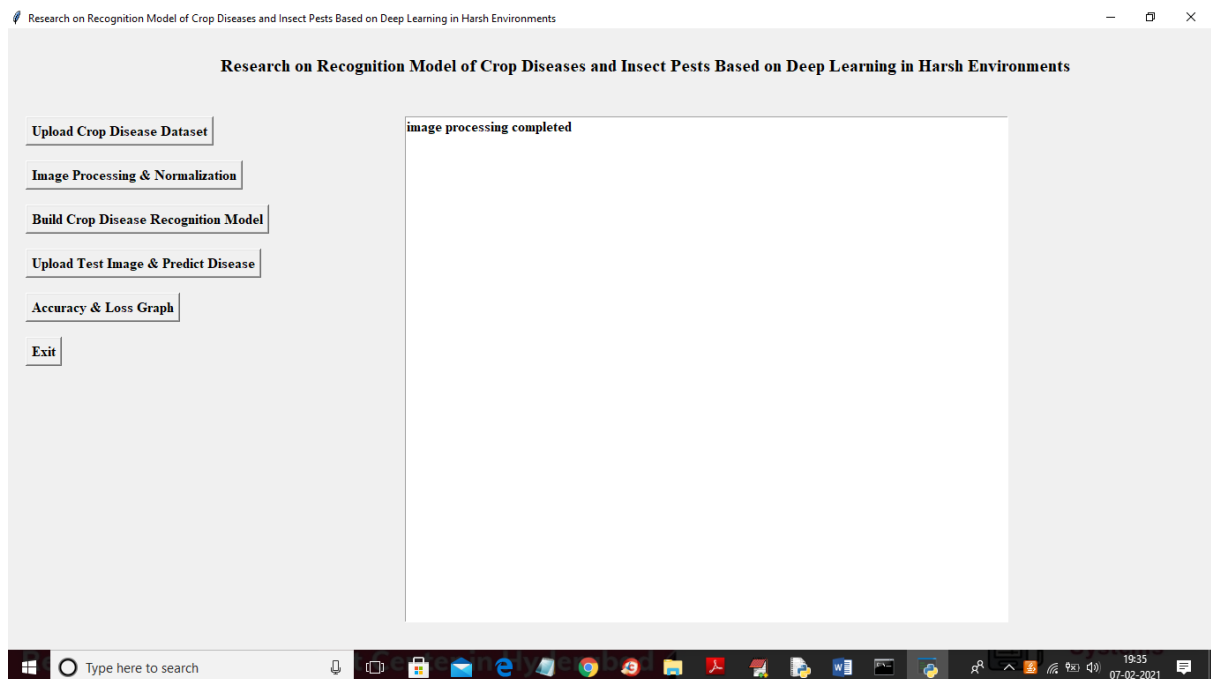 Research on Recognition Model of Crop Diseases and Insect Pests Based on Deep Learning in Harsh Environments
Research on Recognition Model of Crop Diseases and Insect Pests Based on Deep Learning in Harsh Environments
Upload Crop Disease Dataset
image processing completed
Image Processing & Normalization
Build Crop Disease Recognition Model
Upload Test Image & Predict Disease
Accuracy & Loss Graph
Exit
Type here to search
19:35
07-02-2021